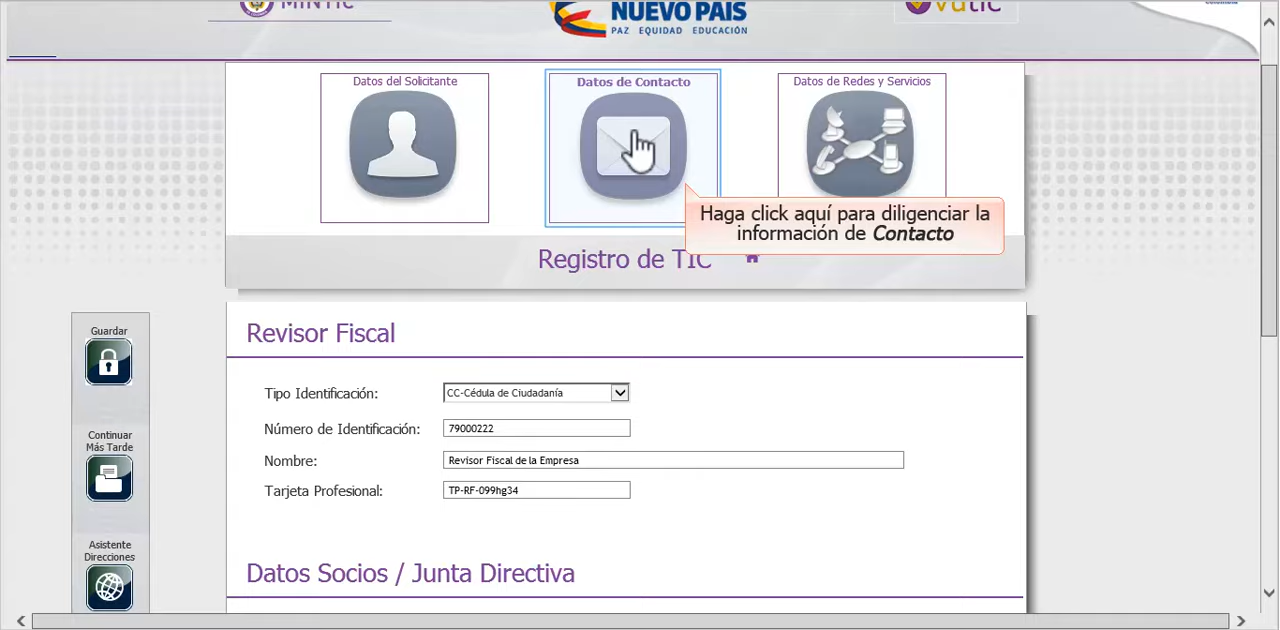 MINTIC
NUEVO PAÍS
PAZ EQUIDAD EDUCACIÓN
vutic
Datos del Solicitante
Datos de Contacto
Datos de Redes y Servicios
Haga click aquí para diligenciar la
información de Contacto
Registro de TIC
Guardar
Continuar
Más Tarde
Asistente
Direcciones
Revisor Fiscal
Tipo Identificación:
CC-Cédula de Ciudadanía
Número de Identificación:
79000222
Nombre:
Revisor Fiscal de la Empresa
Tarjeta Profesional:
TP-RF-099hg34
Datos Socios / Junta Directiva